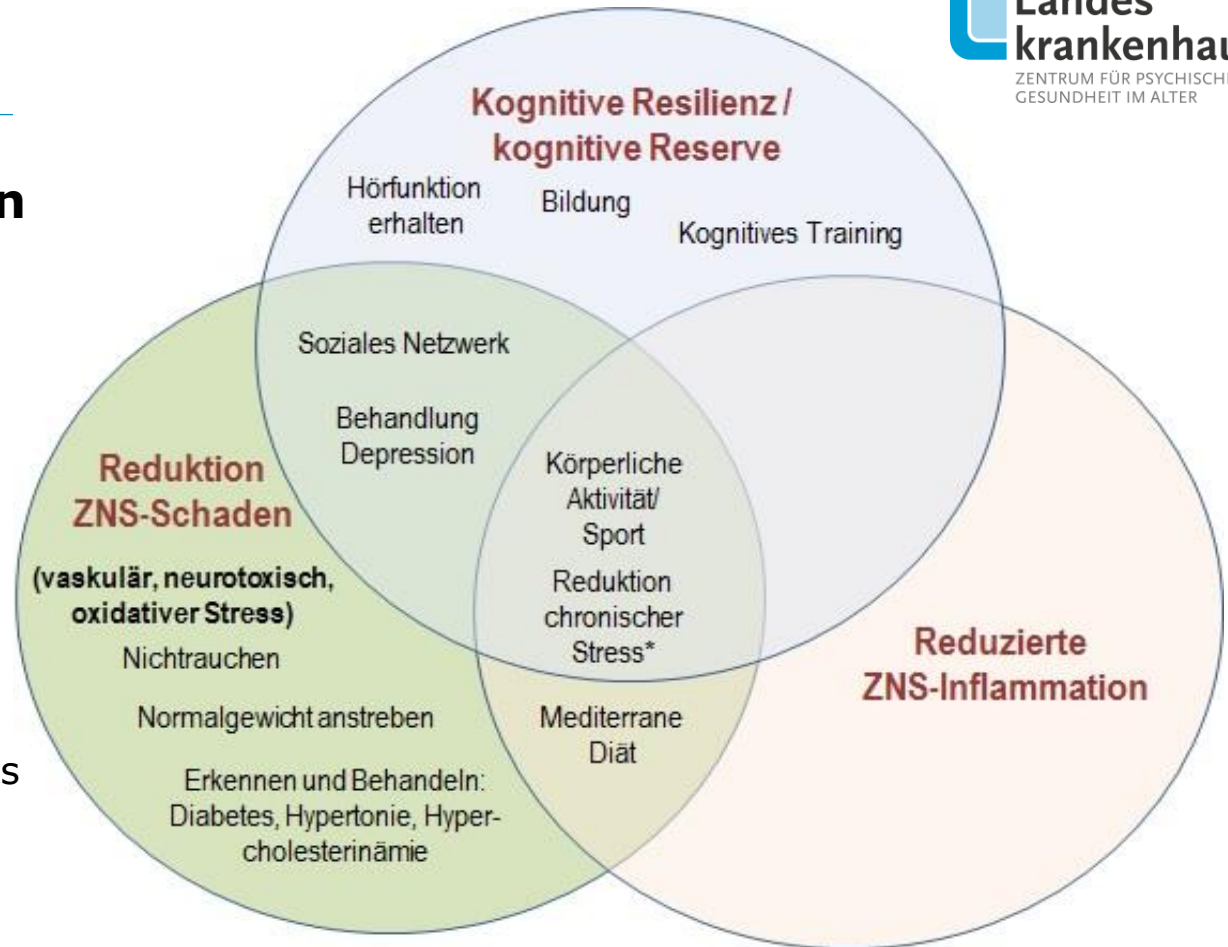 Landes
ZENTRUM FÜR PSYCHISCHE
GESUNDHEIT IM ALTER
n
s
Kognitive Resilienz /
kognitive Reserve
Hörfunktion
erhalten
Bildung
Kognitives Training
Soziales Netzwerk
Behandlung
Depression
Körperliche
Aktivität/
Sport
Reduktion
chronischer
Stress*
Mediterrane
Diät
Reduktion
ZNS-Schaden
(vaskulär, neurotoxisch,
oxidativer Stress)
Nichtrauchen
Normalgewicht anstreben
Erkennen und Behandeln:
Diabetes, Hypertonie, Hyper-
cholesterinämie
Reduzierte
ZNS-Inflammation